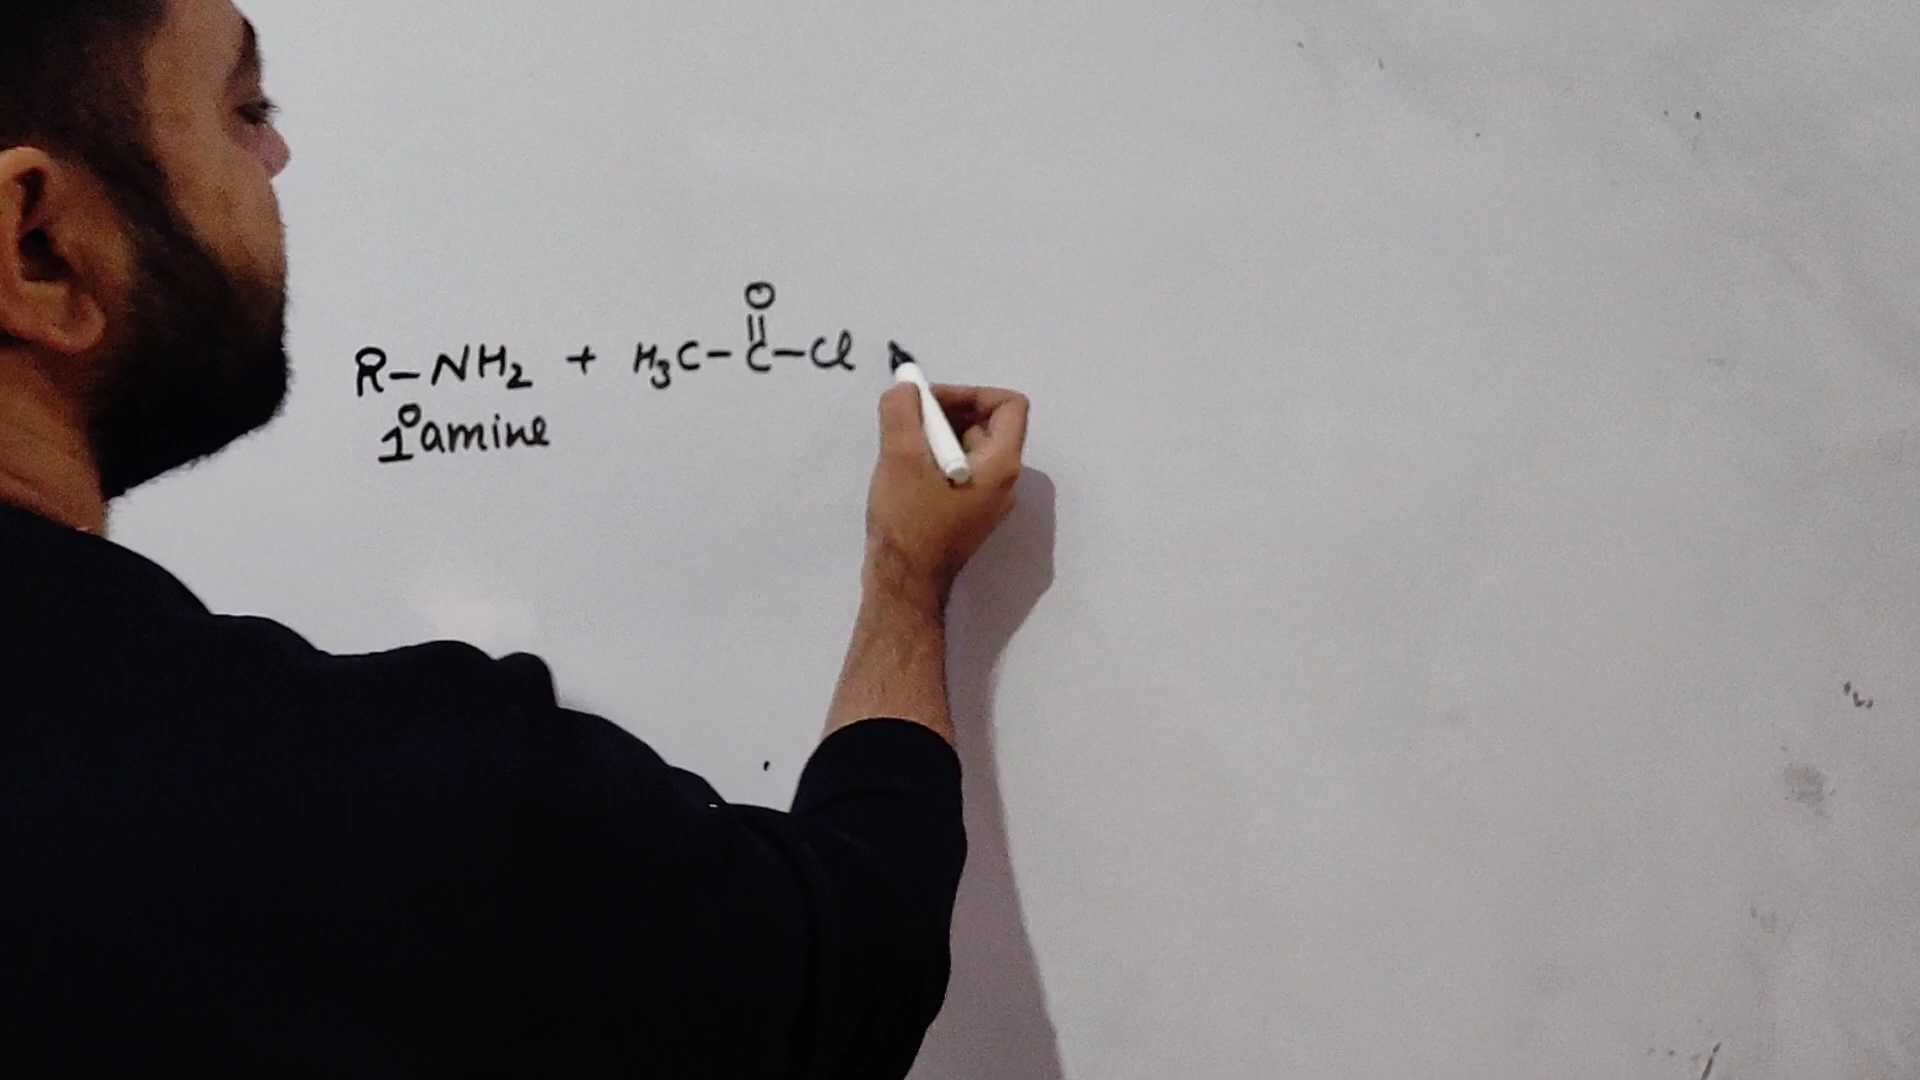 O
||
R-NH₂ + H₃C-C-Cl
1° amine